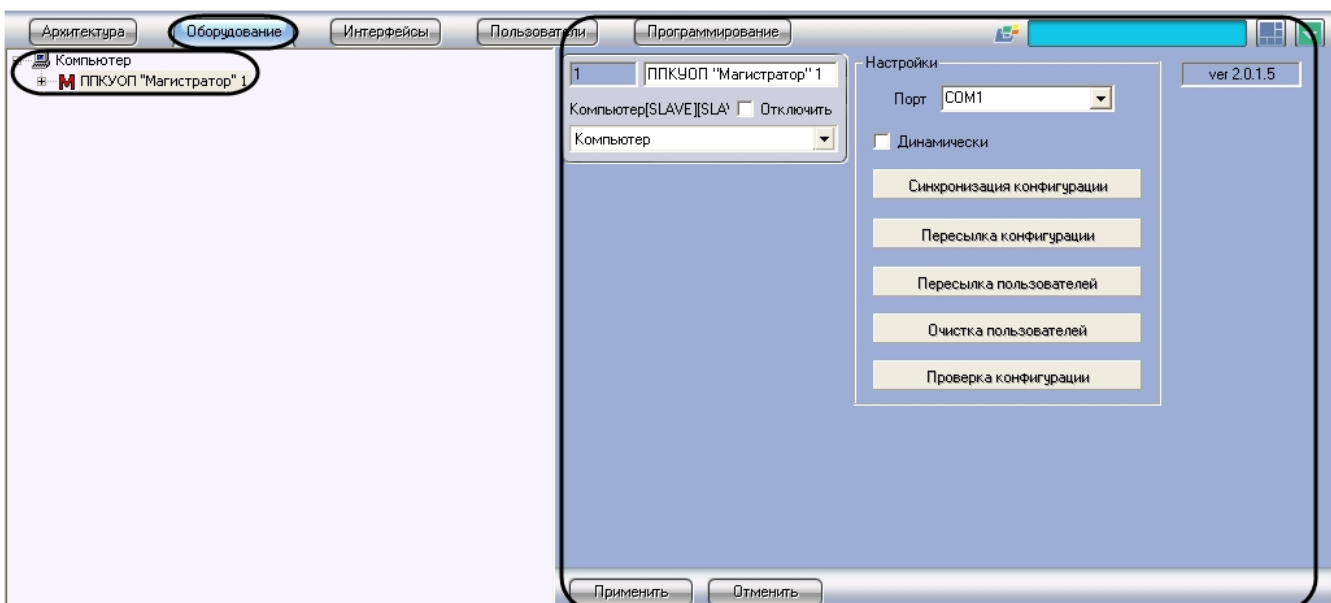 Архитектура Оборудование Интерфейсы Пользователи Программирование
Компьютер
ППКУОП "Магистратор" 1
1 ППКУОП "Магистратор" 1
Компьютер[SLAVE][SLA Отключить
Компьютер
Настройки
Порт COM1
Динамически
Синхронизация конфигурации
Пересылка конфигурации
Пересылка пользователей
Очистка пользователей
Проверка конфигурации
ver 2.0.1.5
Применить Отменить